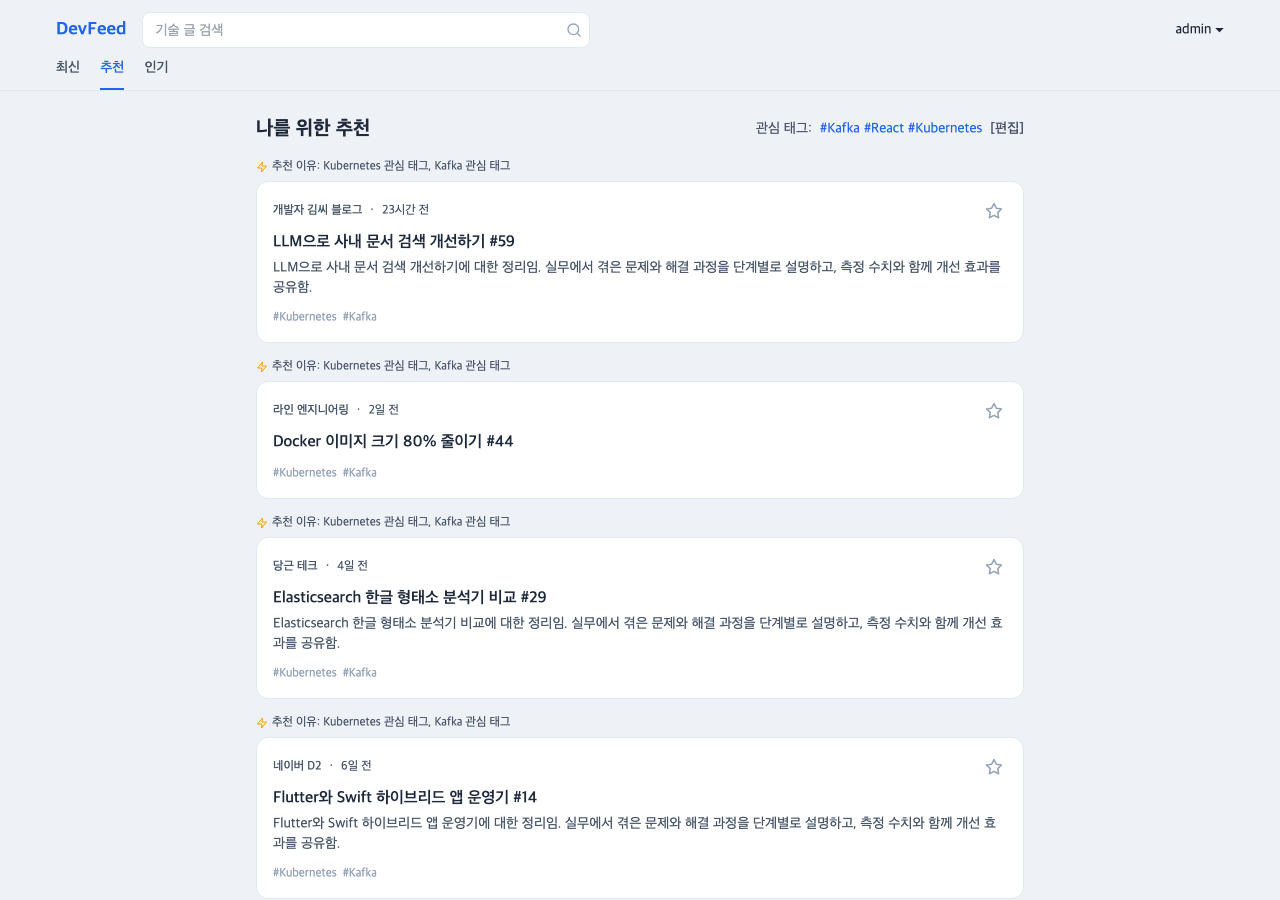 DevFeed
기술 글 검색
admin
최신 추천 인기
나를 위한 추천
관심 태그: #Kafka #React #Kubernetes [편집]
추천 이유: Kubernetes 관심 태그, Kafka 관심 태그
개발자 김씨 블로그 · 23시간 전
LLM으로 사내 문서 검색 개선하기 #59
LLM으로 사내 문서 검색 개선하기에 대한 정리임. 실무에서 겪은 문제와 해결 과정을 단계별로 설명하고, 측정 수치와 함께 개선 효과를
공유함.
#Kubernetes #Kafka
추천 이유: Kubernetes 관심 태그, Kafka 관심 태그
라인 엔지니어링 · 2일 전
Docker 이미지 크기 80% 줄이기 #44
#Kubernetes #Kafka
추천 이유: Kubernetes 관심 태그, Kafka 관심 태그
당근 테크 · 4일 전
Elasticsearch 한글 형태소 분석기 비교 #29
Elasticsearch 한글 형태소 분석기 비교에 대한 정리임. 실무에서 겪은 문제와 해결 과정을 단계별로 설명하고, 측정 수치와 함께 개선 효
과를 공유함.
#Kubernetes #Kafka
추천 이유: Kubernetes 관심 태그, Kafka 관심 태그
네이버 D2 · 6일 전
Flutter와 Swift 하이브리드 앱 운영기 #14
Flutter와 Swift 하이브리드 앱 운영기에 대한 정리임. 실무에서 겪은 문제와 해결 과정을 단계별로 설명하고, 측정 수치와 함께 개선 효
과를 공유함.
#Kubernetes #Kafka